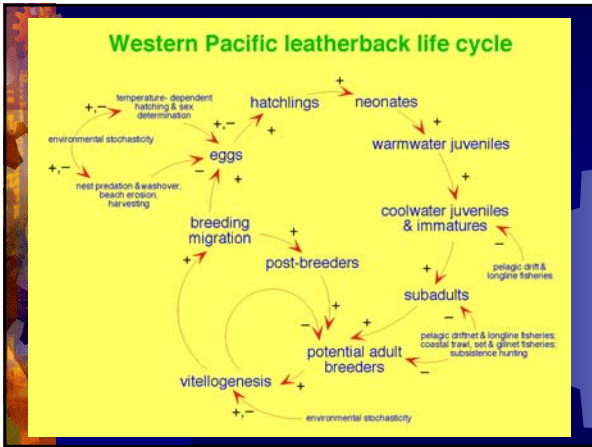 Western Pacific leatherback life cycle
+
temperature- dependent
hatching & sex
determination
hatchlings
neonates
+,–
+,–
+
+
environmental stochasticity
eggs
warmwater juveniles
+,–
–
+
+
nest predation &washover,
beach erosion,
harvesting
breeding
migration
+
coolwater juveniles
& immatures
–
post-breeders
+
pelagic drift &
longline fisheries
+
subadults
+
–
+
–
pelagic driftnet & longline fisheries;
coastal trawl, set & gillnet fisheries;
subsistence hunting
potential adult
breeders
–
vitellogenesis
+
+,–
environmental stochasticity